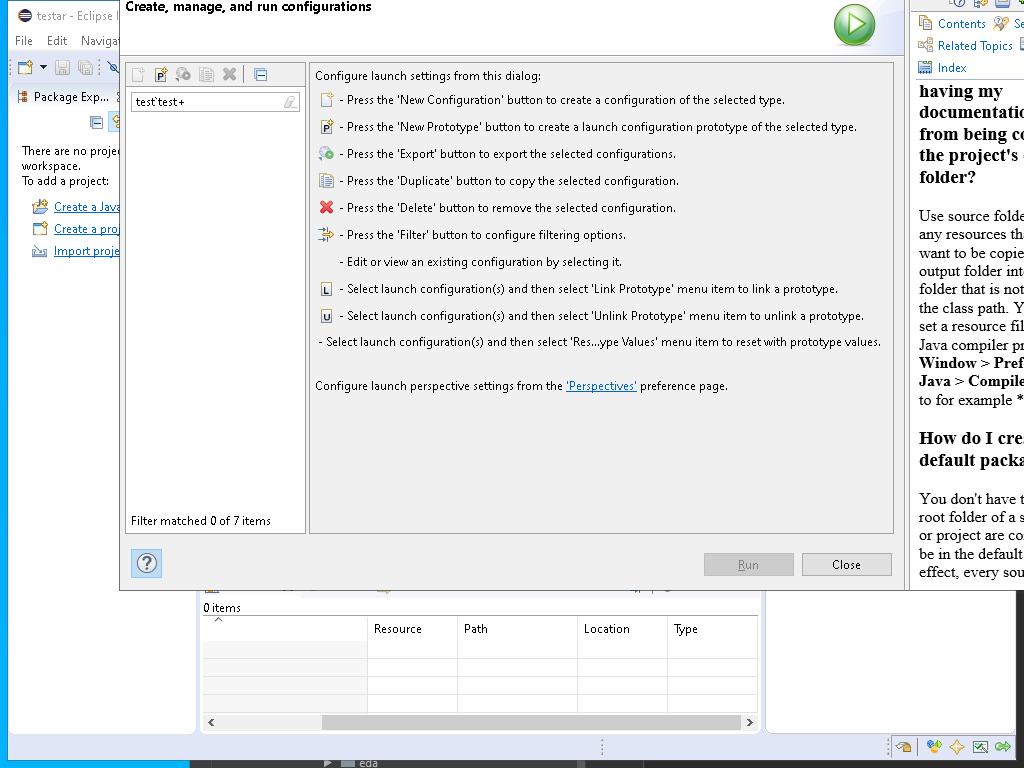 Create, manage, and run configurations
testar - Eclipse
File Edit Naviga
Package Exp...
There are no
workspace.
To add a project:
Create a Java
Create a
Import
test`test+
Filter matched 0 of 7 items
Configure launch settings from this dialog:
- Press the 'New Configuration' button to create a configuration of the selected type.
P - Press the 'New Prototype' button to create a launch configuration prototype of the selected type.
- Press the 'Export' button to export the selected configurations.
- Press the 'Duplicate' button to copy the selected configuration.
- Press the 'Delete' button to remove the selected configuration.
- Press the 'Filter' button to configure filtering options.
- Edit or view an existing configuration by selecting it.
L - Select launch configuration(s) and then select 'Link Prototype' menu item to link a prototype.
U - Select launch configuration(s) and then select 'Unlink Prototype' menu item to unlink a prototype.
- Select launch configuration(s) and then select 'Res...ype Values' menu item to reset with prototype values.
Configure launch perspective settings from the 'Perspectives' preference page.
? Run Close
Contents Se
Related Topics
Index
having my
documentatio
from being co
the project's
folder?
Use source folde
any resources tha
want to be copie
output folder int
folder that is not
the class path. Y
set a resource fil
Java compiler pr
Window > Pref
Java > Compile
to for example *
How do I cre
default packa
You don't have t
root folder of a s
or project are co
be in the default
effect, every sou
0 items
Resource Path Location Type
eda